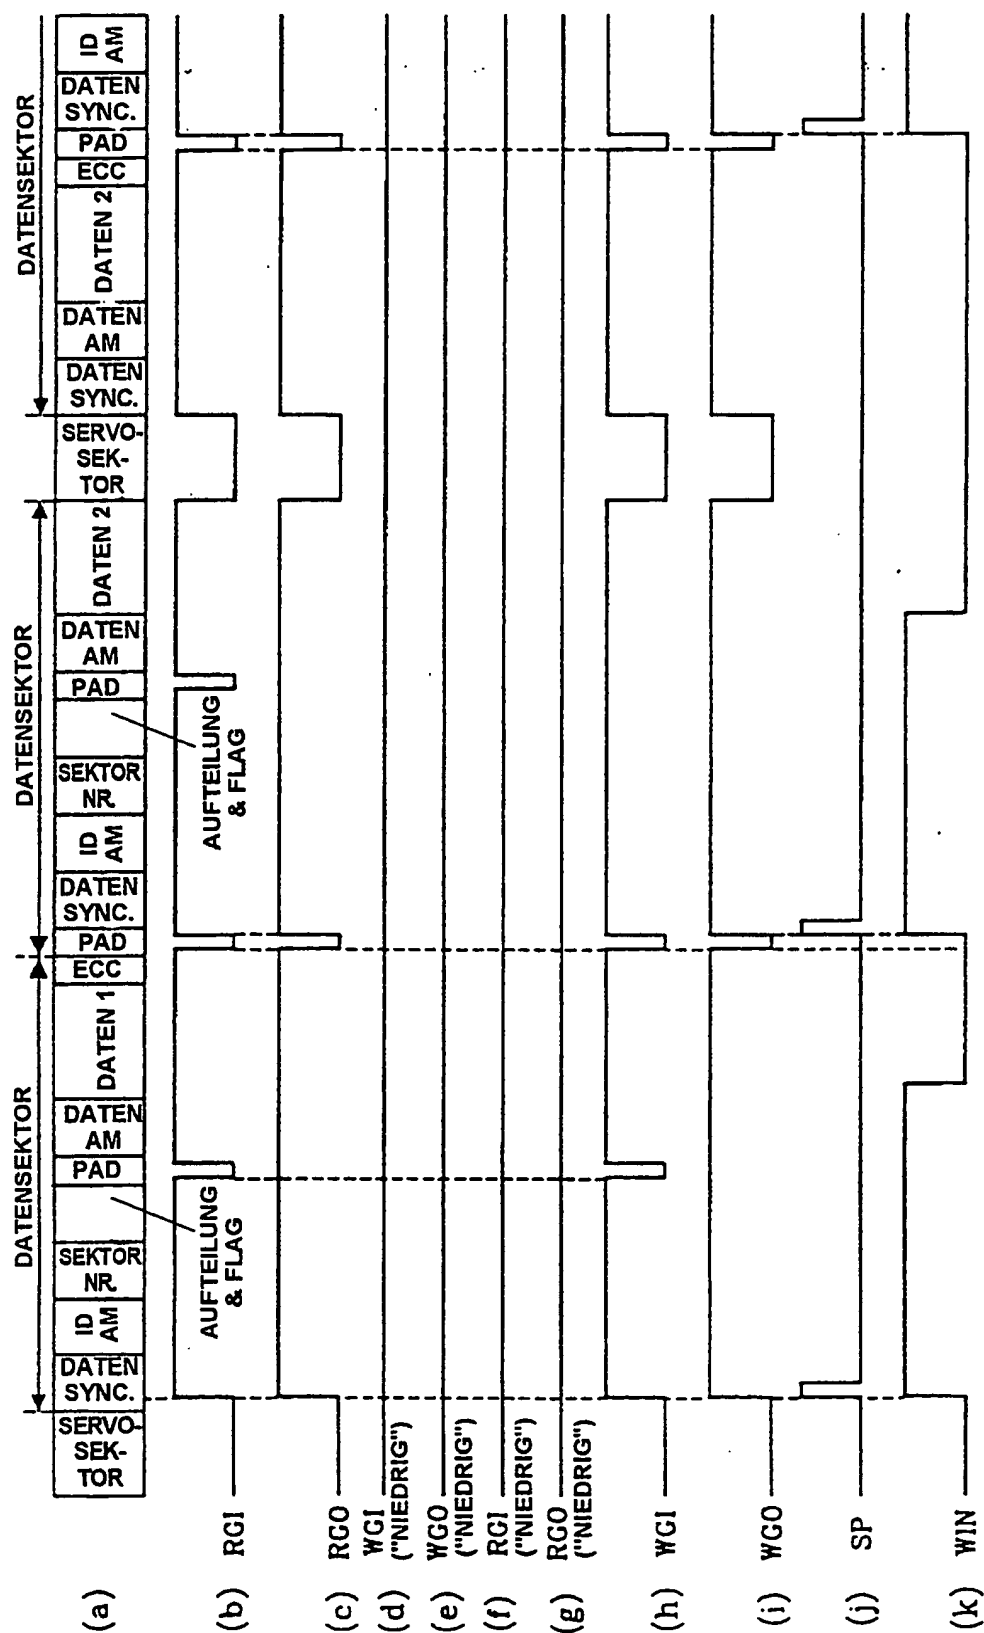 DATENSEKTOR
DATENSEKTOR
DATENSEKTOR
(a)
SERVO-
SEK-
TOR
DATEN
SYNC.
ID
AM
SEKTOR
NR.
PAD
DATEN
AM
DATEN 1
ECC
PAD
DATEN
SYNC.
ID
AM
SEKTOR
NR.
PAD
DATEN
AM
DATEN 2
SERVO-
SEK-
TOR
DATEN
SYNC.
DATEN
AM
DATEN 2
ECC
PAD
DATEN
SYNC.
ID
AM
AUFTEILUNG
& FLAG
AUFTEILUNG
& FLAG
(b) RGI
(c) RGO
(d) WGI
("NIEDRIG")
(e) WGO
("NIEDRIG")
(f) RGI
("NIEDRIG")
(g) RGO
("NIEDRIG")
(h) WGI
(i) WGO
(j) SP
(k) WIN